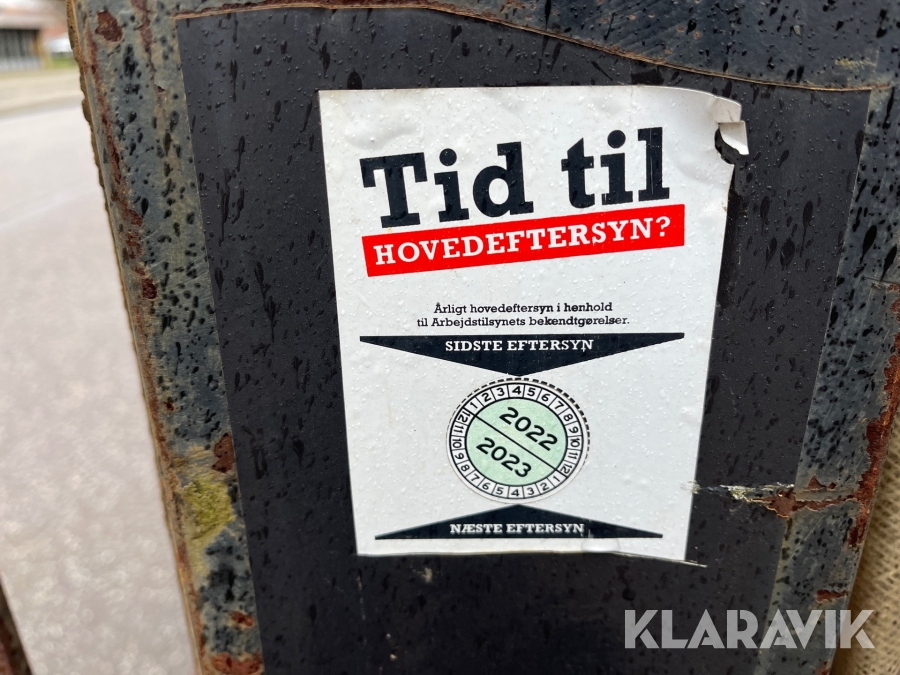 Tid til
HOVEDEFTERSYN?
Årligt hovedeftersyn i henhold
til Arbejdstilsynets bekendtgørelser.
SIDSTE EFTERSYN
1 2 3 4 5 6 7 8 9 10 11 12
2022
2023
12 11 10 9 8 7 6 5 4 3 2 1
NÆSTE EFTERSYN
KLARAVIK